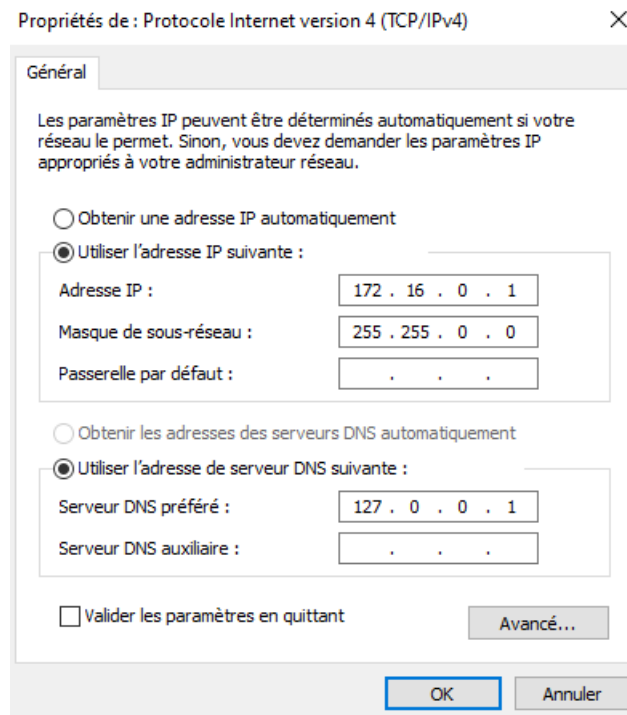 Propriétés de : Protocole Internet version 4 (TCP/IPv4)
Général
Les paramètres IP peuvent être déterminés automatiquement si votre
réseau le permet. Sinon, vous devez demander les paramètres IP
appropriés à votre administrateur réseau.
Obtenir une adresse IP automatiquement
Utiliser l'adresse IP suivante :
Adresse IP : 172 . 16 . 0 . 1
Masque de sous-réseau : 255 . 255 . 0 . 0
Passerelle par défaut : . . .
Obtenir les adresses des serveurs DNS automatiquement
Utiliser l'adresse de serveur DNS suivante :
Serveur DNS préféré : 127 . 0 . 0 . 1
Serveur DNS auxiliaire : . . .
Valider les paramètres en quittant
Avancé...
OK Annuler